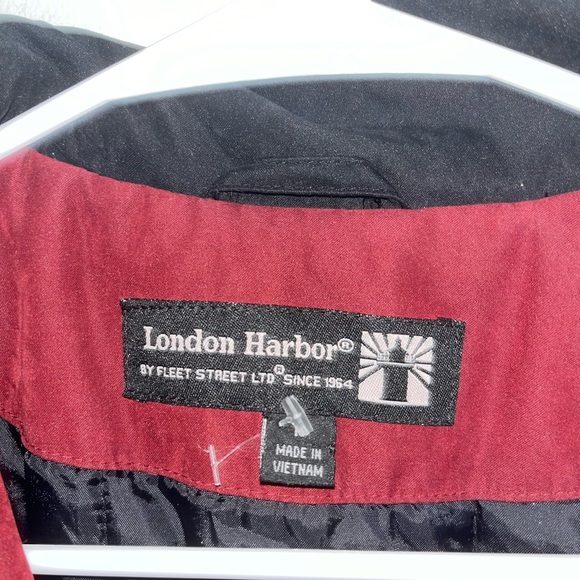 London Harbor®
BY FLEET STREET LTD® SINCE 1964
MADE IN
VIETNAM